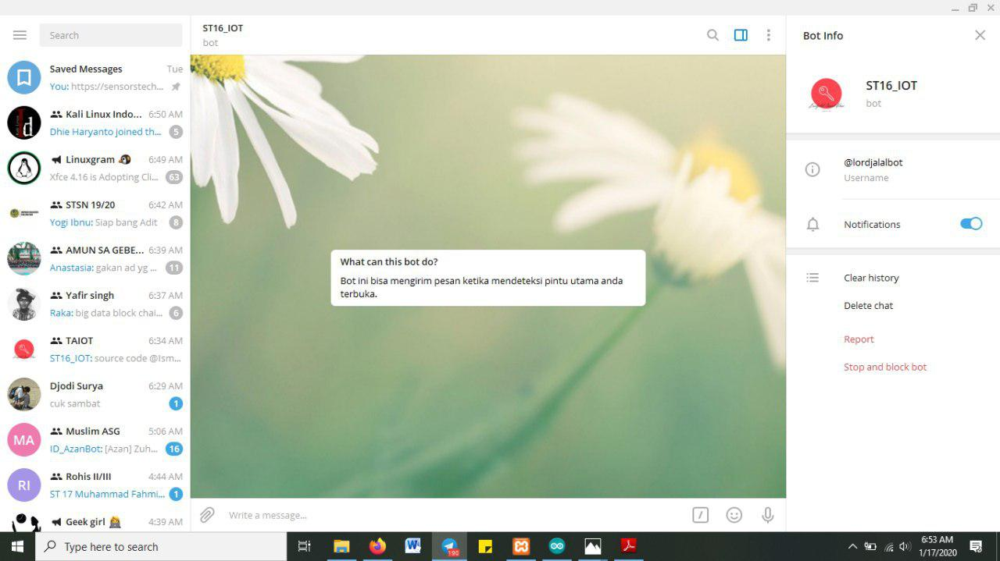 Search
Saved Messages Tue
You: https://sensorstech...
Kali Linux Indo... 6:50 AM
Dhie Haryanto joined th... 5
Linuxgram 6:49 AM
Xfce 4.16 is Adopting Cli... 63
STSN 19/20 6:42 AM
Yogi Ibnu: Siap bang Adit 8
AMUN SA GEBE... 6:39 AM
Anastasia: gakan ad yg ... 11
Yafir singh 6:37 AM
Raka: big data block chai... 6
TAIOT 6:34 AM
ST16_IOT: source code @Ism...
Djodi Surya 6:29 AM
cuk sambat 1
MA
Muslim ASG 5:06 AM
ID_AzanBot: [Azan] Zuh... 16
RI
Rohis II/III 4:44 AM
ST 17 Muhammad Fahmi... 1
Geek girl 4:39 AM
ST16_IOT
bot
What can this bot do?
Bot ini bisa mengirim pesan ketika mendeteksi pintu utama anda
terbuka.
Write a message...
Bot Info
ST16_IOT
bot
@lordjalalbot
Username
Notifications
Clear history
Delete chat
Report
Stop and block bot
Type here to search
190
6:53 AM
1/17/2020